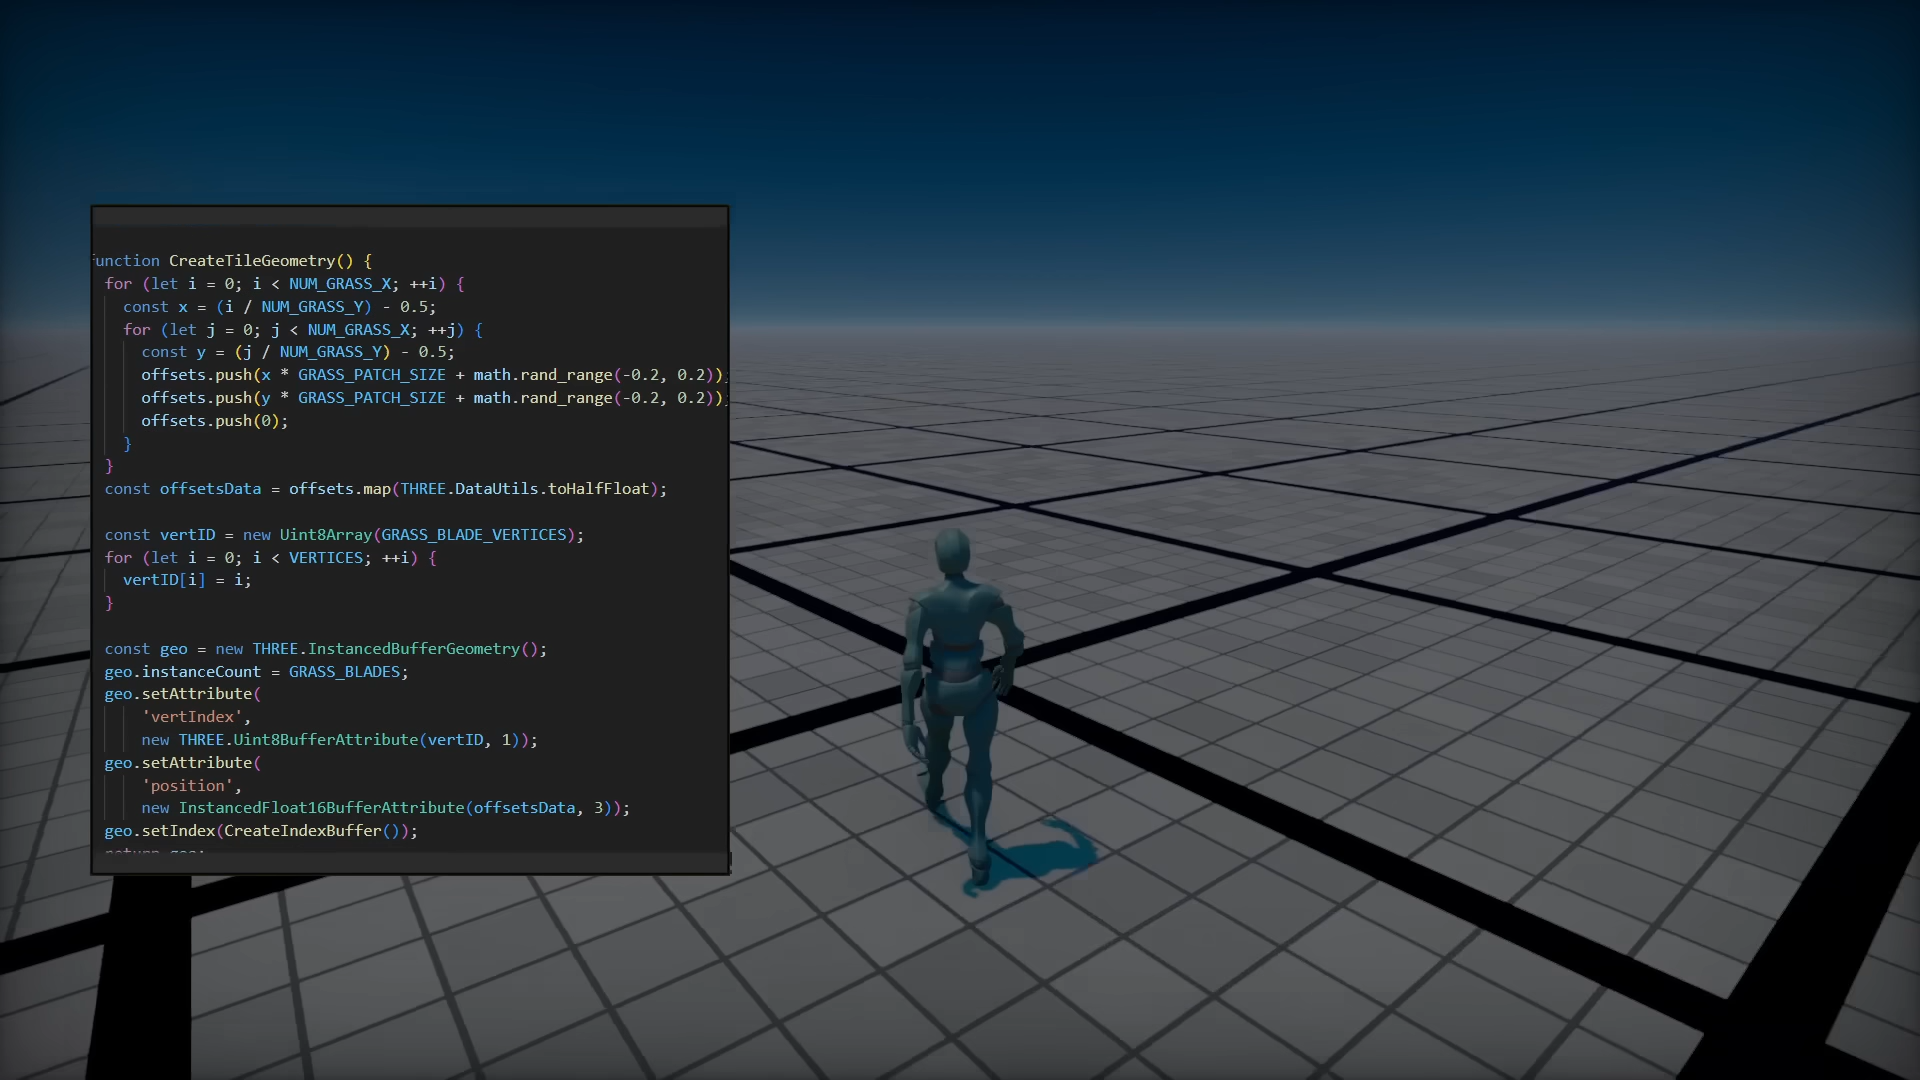 unction CreateTileGeometry() {
for (let i = 0; i < NUM_GRASS_X; ++i) {
const x = (i / NUM_GRASS_Y) - 0.5;
for (let j = 0; j < NUM_GRASS_X; ++j) {
const y = (j / NUM_GRASS_Y) - 0.5;
offsets.push(x * GRASS_PATCH_SIZE + math.rand_range(-0.2, 0.2));
offsets.push(y * GRASS_PATCH_SIZE + math.rand_range(-0.2, 0.2));
offsets.push(0);
}
}
const offsetsData = offsets.map(THREE.DataUtils.toHalfFloat);
const vertID = new Uint8Array(GRASS_BLADE_VERTICES);
for (let i = 0; i < VERTICES; ++i) {
vertID[i] = i;
}
const geo = new THREE.InstancedBufferGeometry();
geo.instanceCount = GRASS_BLADES;
geo.setAttribute(
'vertIndex',
new THREE.Uint8BufferAttribute(vertID, 1));
geo.setAttribute(
'position',
new InstancedFloat16BufferAttribute(offsetsData, 3));
geo.setIndex(CreateIndexBuffer());
return geo;